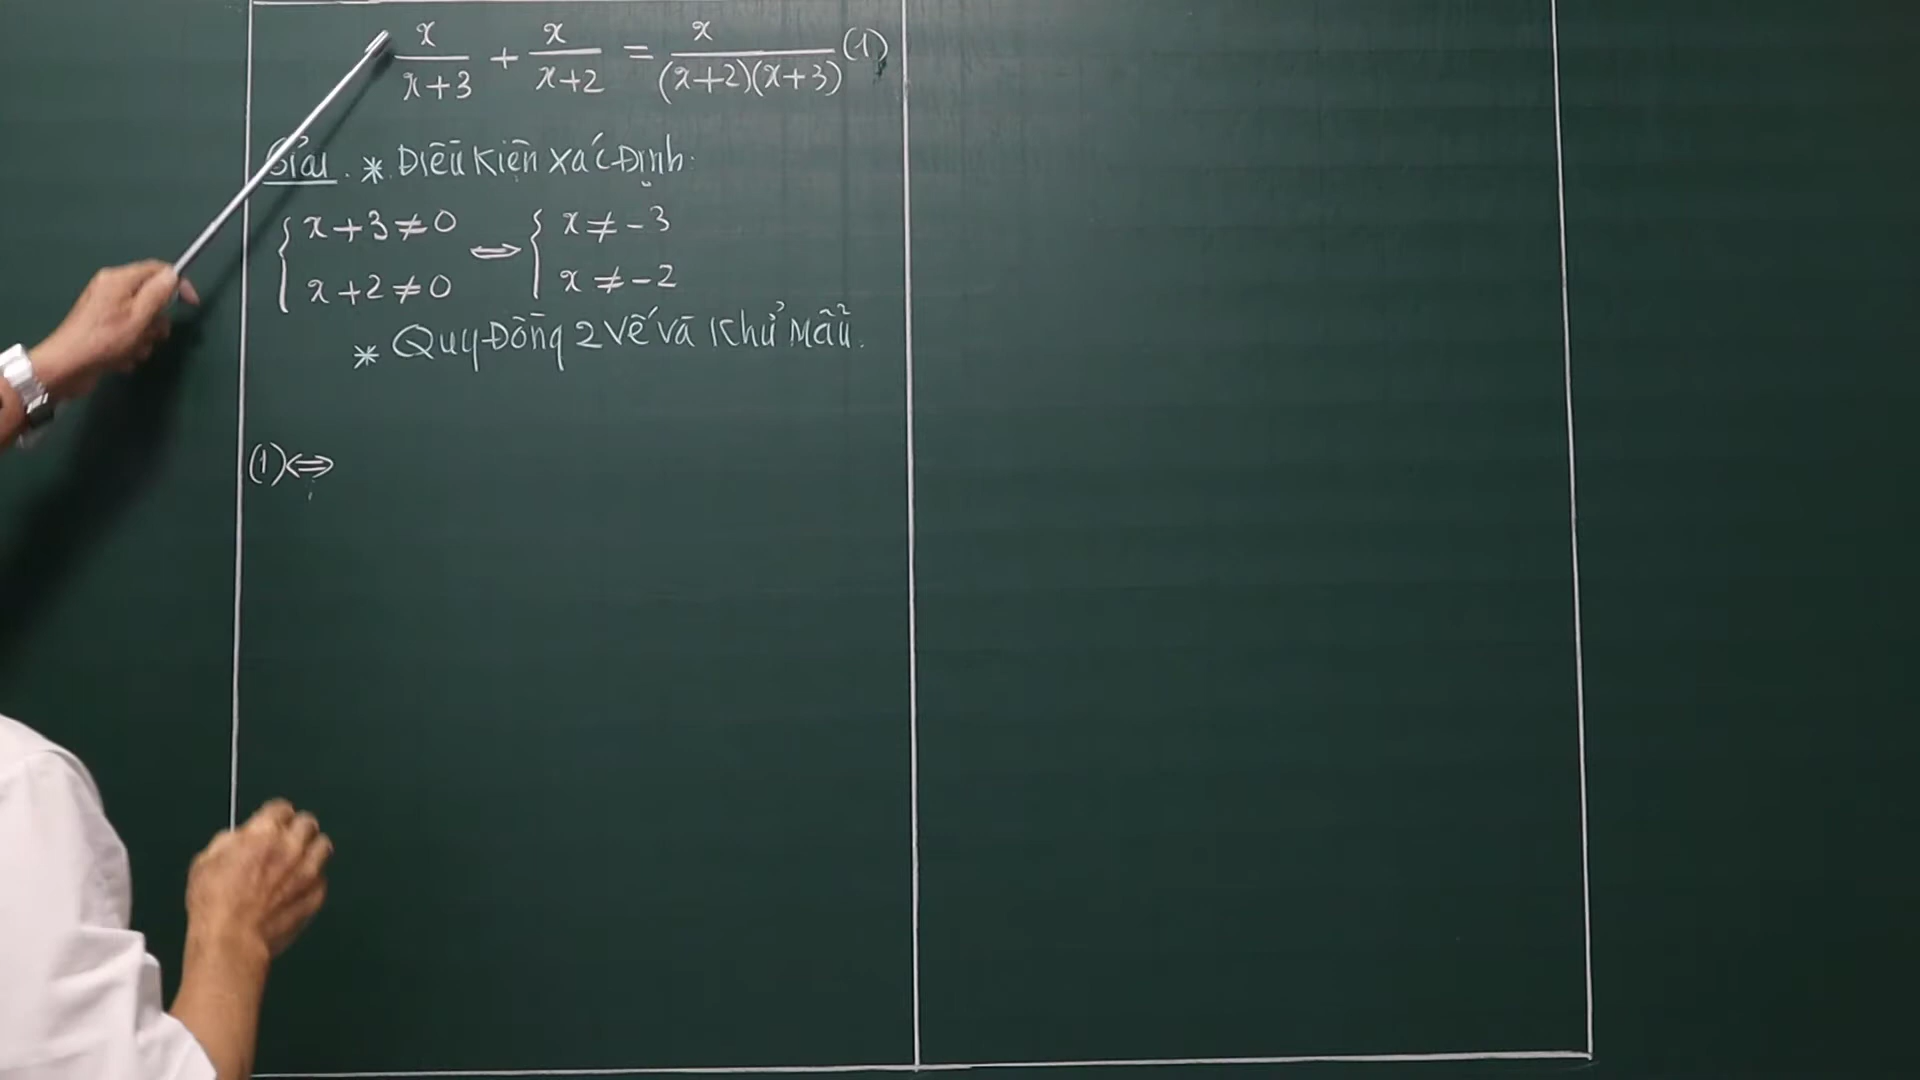 x/(x+3) + x/(x+2) = x/((x+2)(x+3)) (1)
Giải. * Điều Kiện Xác Định:
{ x+3≠0 ⇔ { x≠-3
x+2≠0 x≠-2
* Quy Đồng 2 Vế Và Khử Mẫu.
(1)⇔